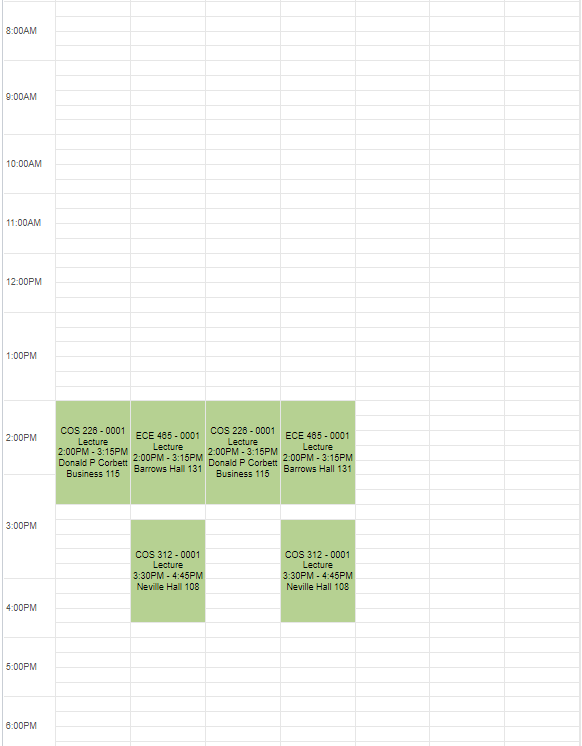 8:00AM
9:00AM
10:00AM
11:00AM
12:00PM
1:00PM
2:00PM
COS 226 - 0001
Lecture
2:00PM - 3:15PM
Donald P Corbett
Business 115
ECE 465 - 0001
Lecture
2:00PM - 3:15PM
Barrows Hall 131
COS 226 - 0001
Lecture
2:00PM - 3:15PM
Donald P Corbett
Business 115
ECE 465 - 0001
Lecture
2:00PM - 3:15PM
Barrows Hall 131
3:00PM
COS 312 - 0001
Lecture
3:30PM - 4:45PM
Neville Hall 108
COS 312 - 0001
Lecture
3:30PM - 4:45PM
Neville Hall 108
4:00PM
5:00PM
6:00PM